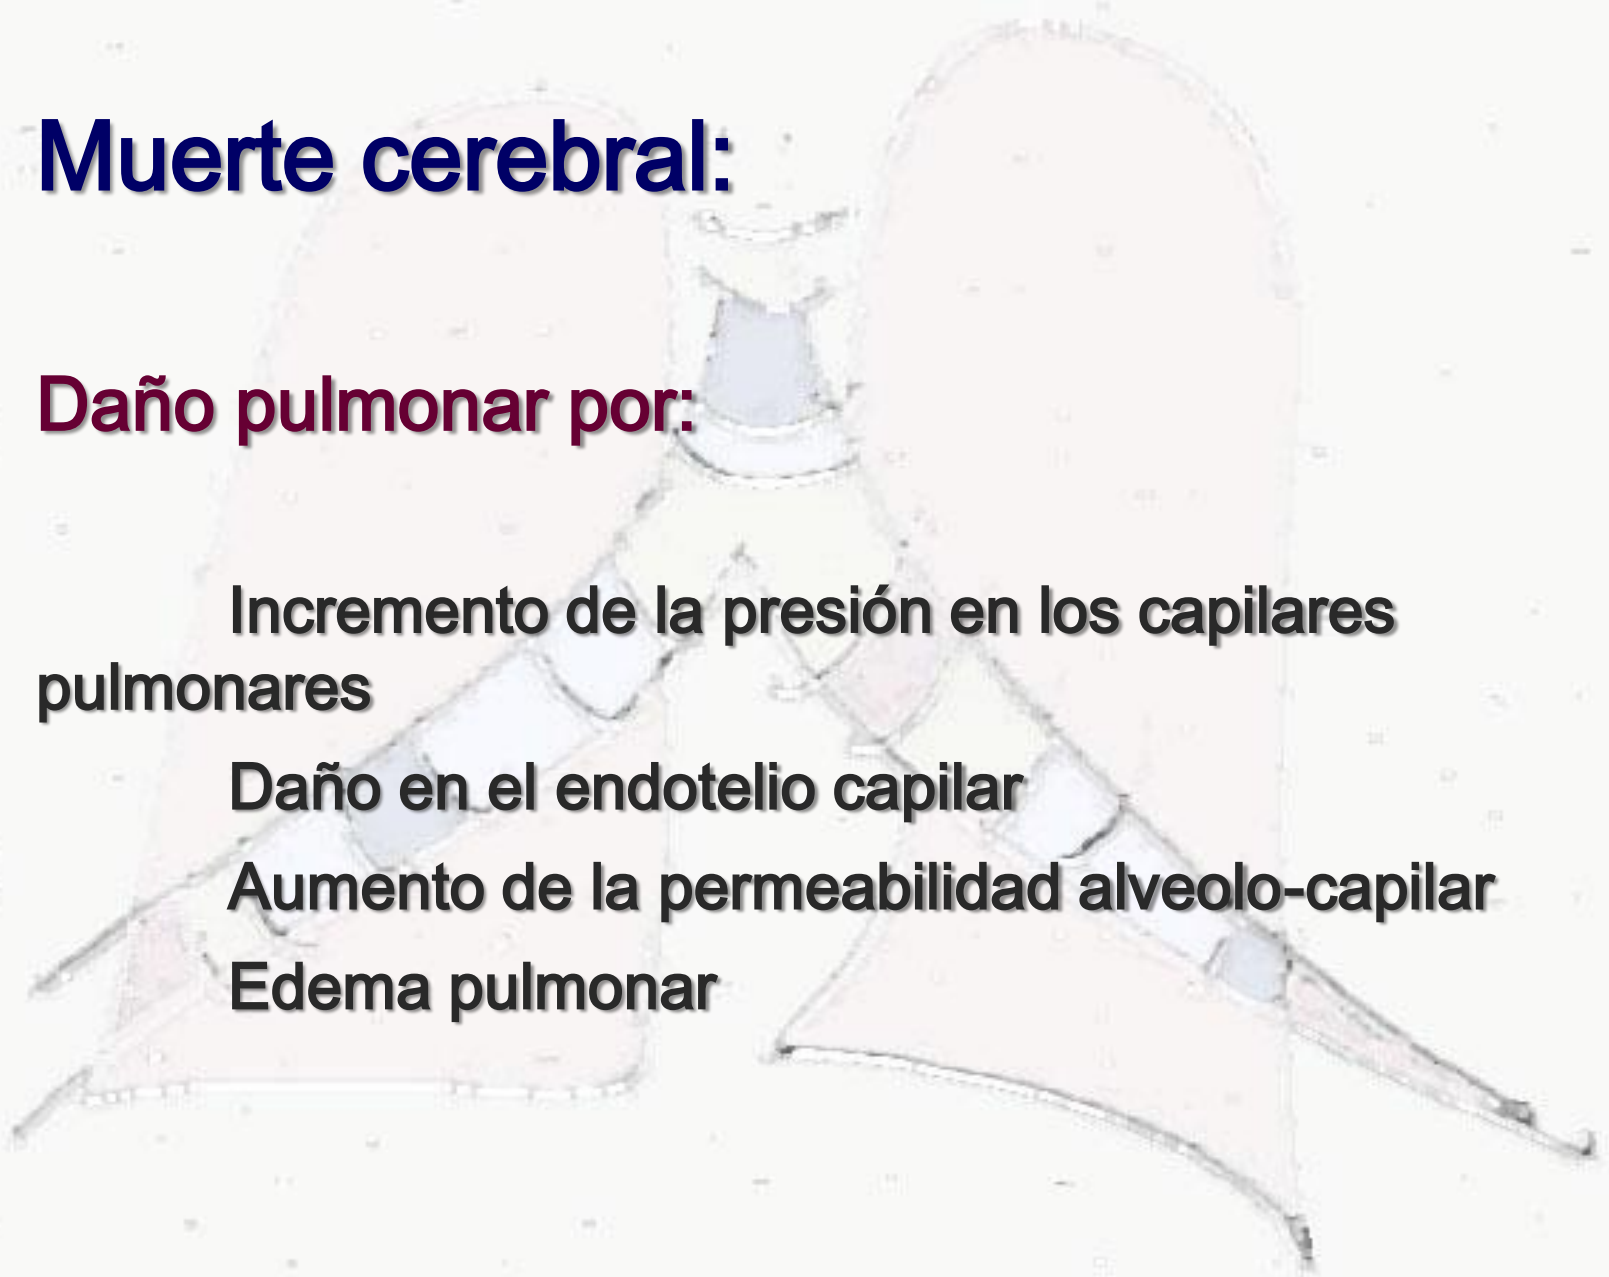 Muerte cerebral:
Daño pulmonar por:
Incremento de la presión en los capilares
pulmonares
Daño en el endotelio capilar
Aumento de la permeabilidad alveolo-capilar
Edema pulmonar